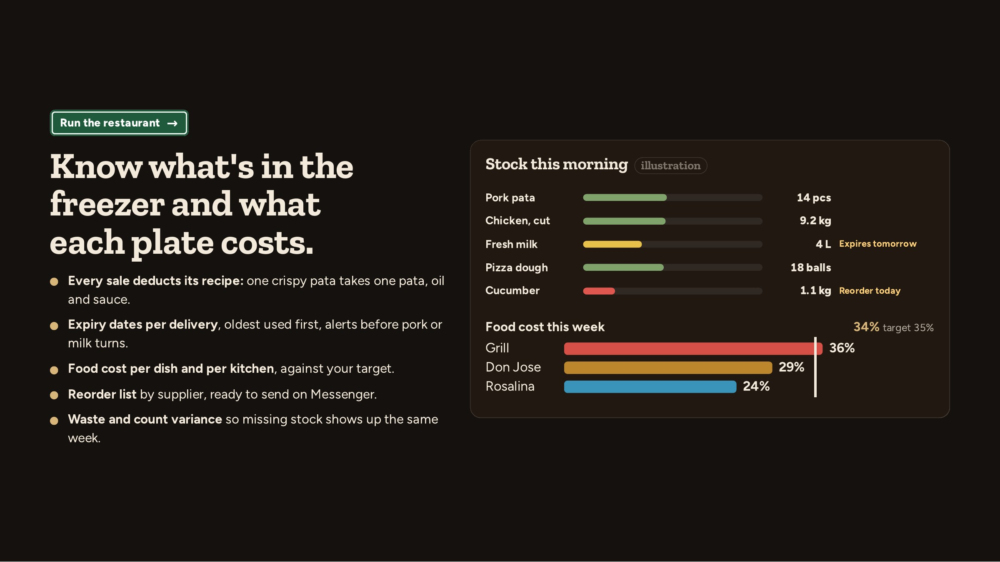 Run the restaurant →
Know what's in the
freezer and what
each plate costs.
Every sale deducts its recipe: one crispy pata takes one pata, oil
and sauce.
Expiry dates per delivery, oldest used first, alerts before pork or
milk turns.
Food cost per dish and per kitchen, against your target.
Reorder list by supplier, ready to send on Messenger.
Waste and count variance so missing stock shows up the same
week.
Stock this morning illustration
Pork pata 14 pcs
Chicken, cut 9.2 kg
Fresh milk 4 L Expires tomorrow
Pizza dough 18 balls
Cucumber 1.1 kg Reorder today
Food cost this week 34% target 35%
Grill 36%
Don Jose 29%
Rosalina 24%